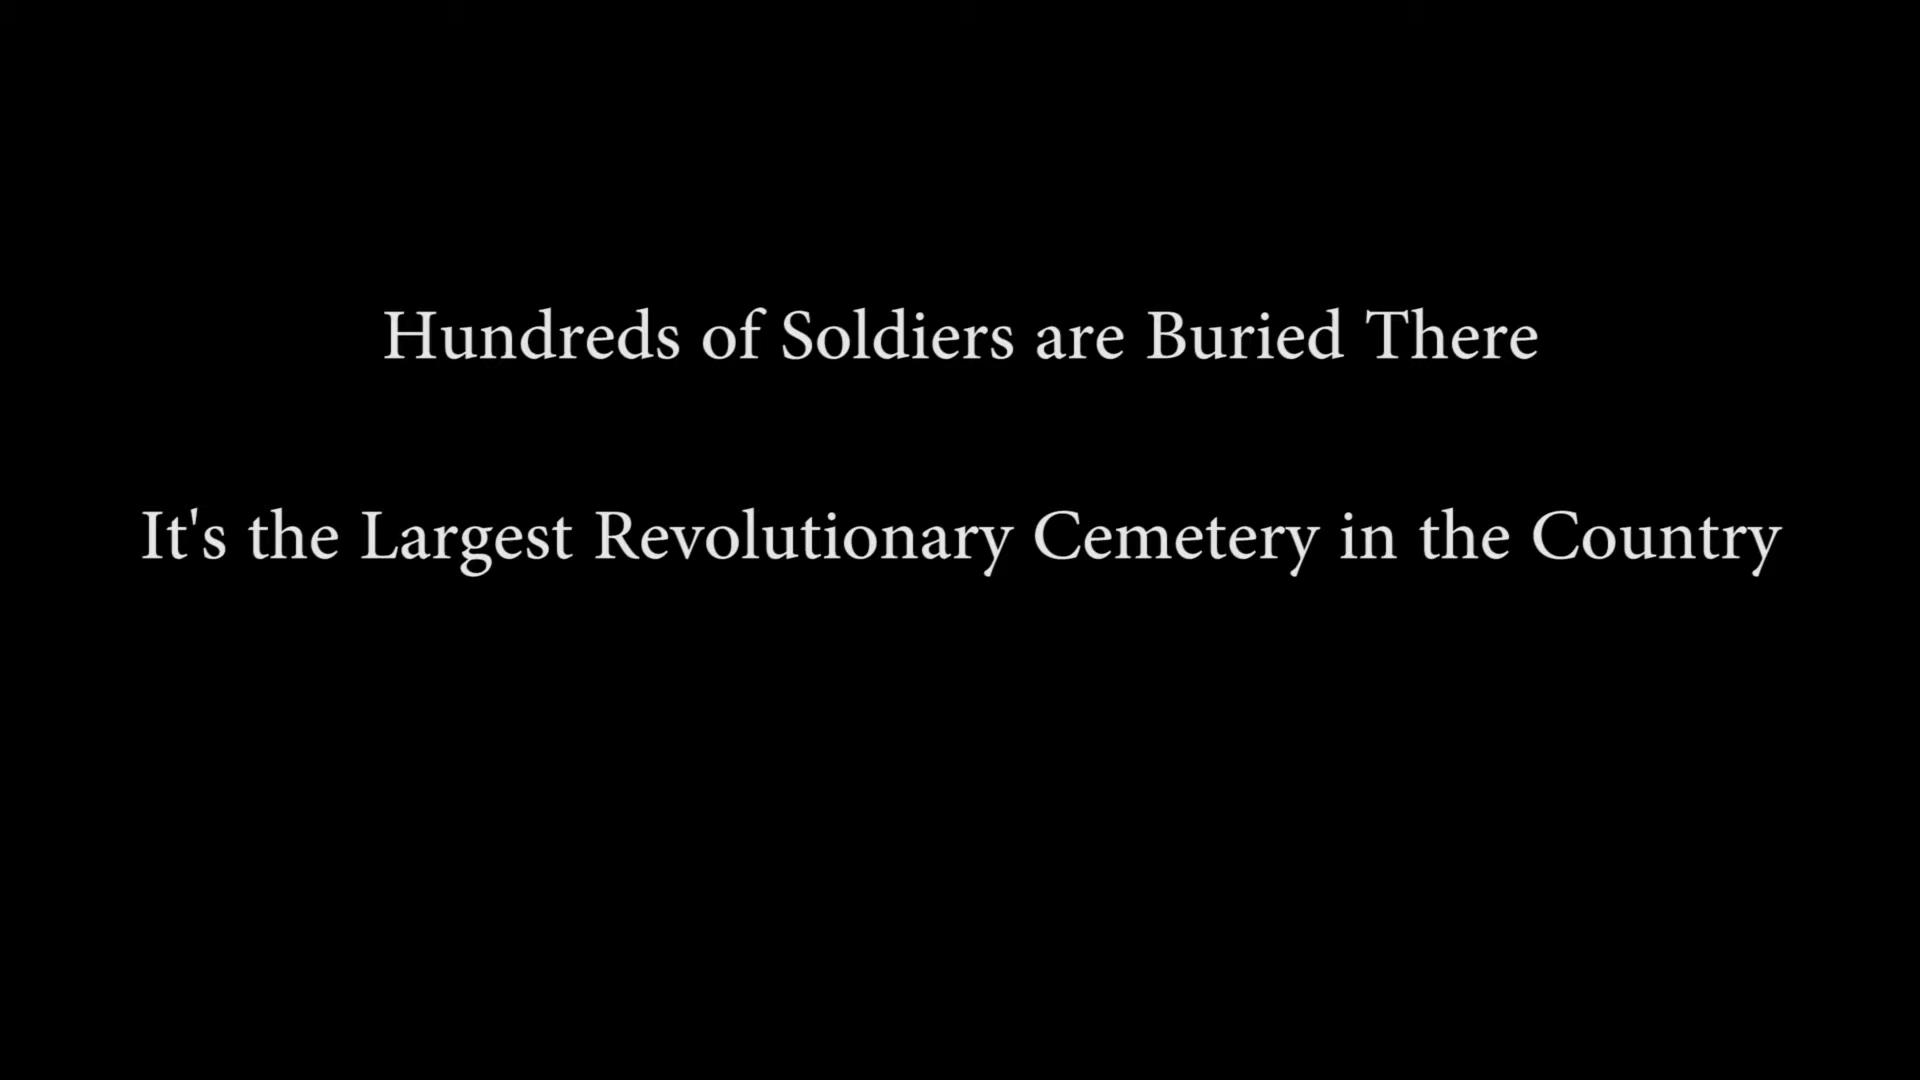 Hundreds of Soldiers are Buried There
It's the Largest Revolutionary Cemetery in the Country